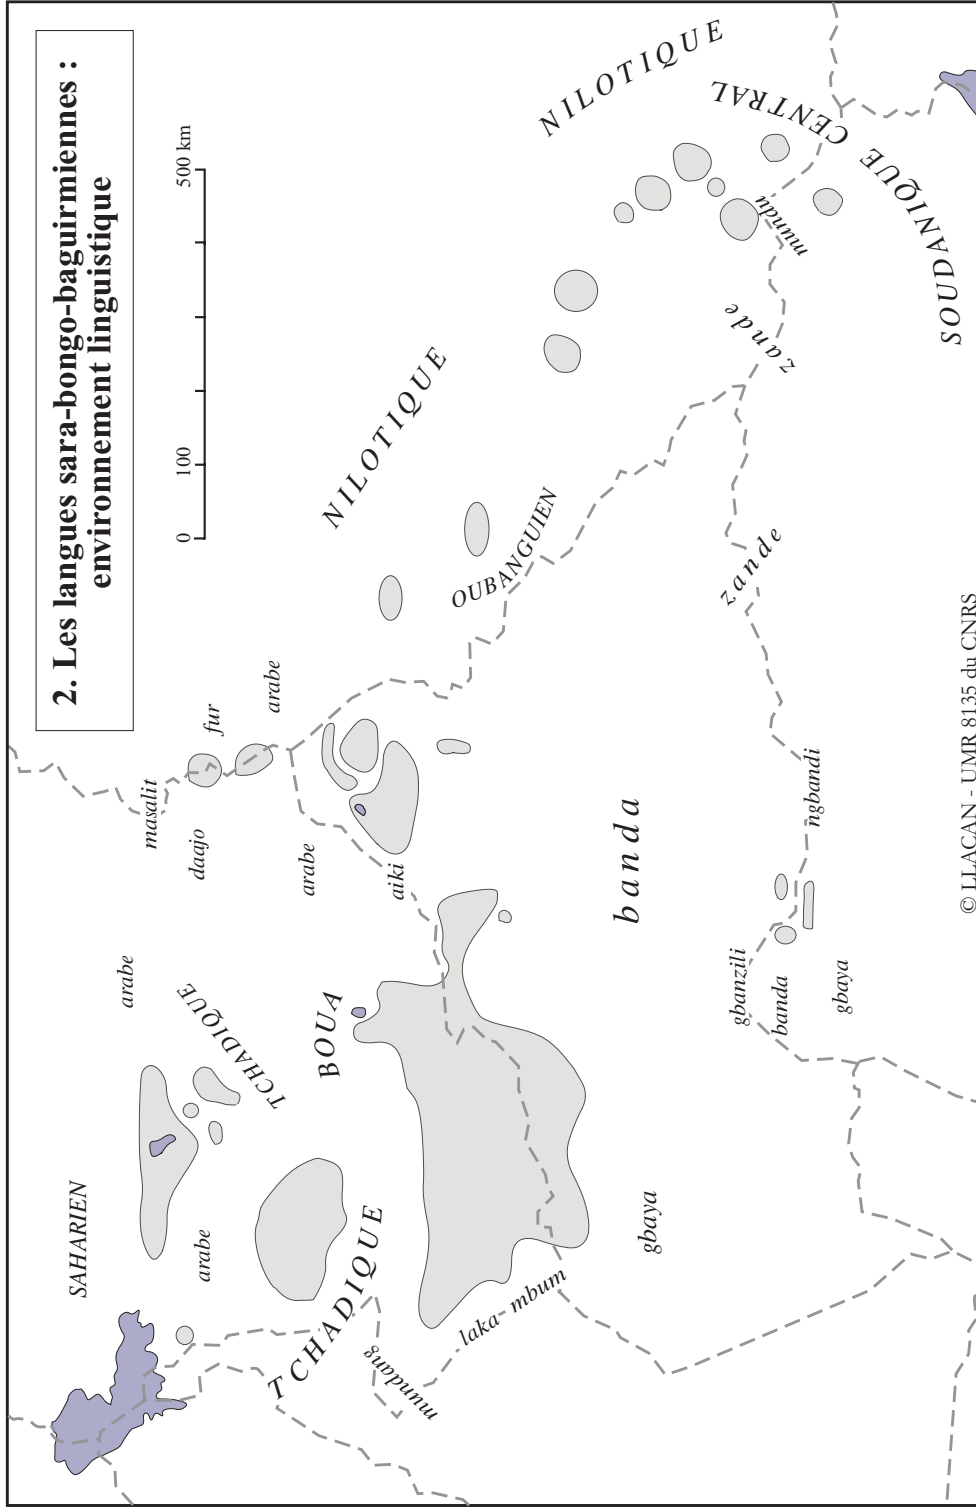 2. Les langues sara-bongo-baguirmiennes :
environnement linguistique
0 100 500 km
SAHARIEN
arabe
arabe
TCHADIQUE
masalit
daajo
fur
arabe
arabe
aiki
BOUA
TCHADIQUE
mundang
laka-mbum
gbaya
banda
NILOTIQUE
OUBANGUIEN
NILOTIQUE
SOUDANIQUE CENTRAL
mundu
zande
zande
ngbandi
gbanzili
banda
gbaya
© LLACAN - UMR 8135 du CNRS